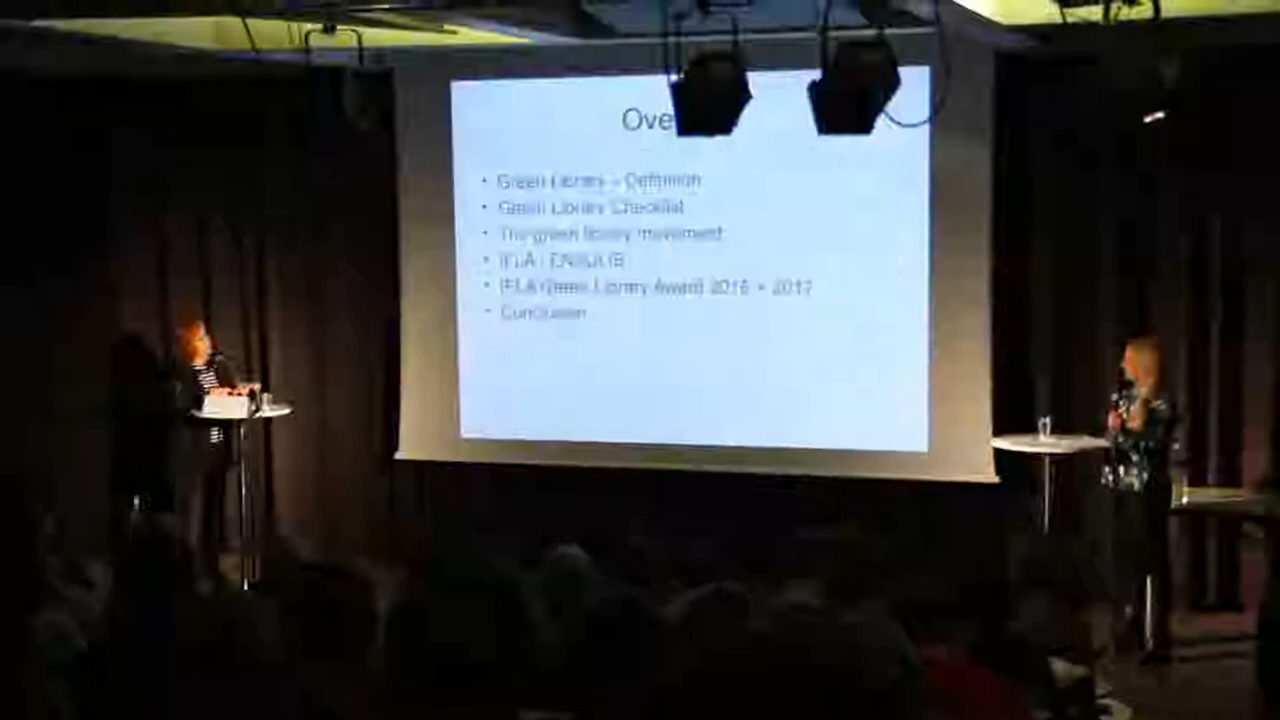 Ove
• Green Library – Definition
• Green Library Checklist
• The green library movement
• IFLA ENSULIB
• IFLA Green Library Award 2016 + 2017
• Conclusion